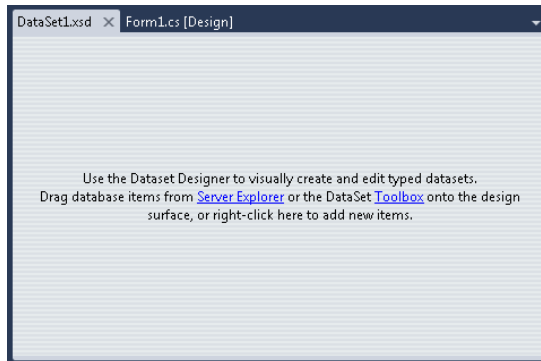 DataSet1.xsd Form1.cs [Design]
Use the Dataset Designer to visually create and edit typed datasets.
Drag database items from Server Explorer or the DataSet Toolbox onto the design
surface, or right-click here to add new items.